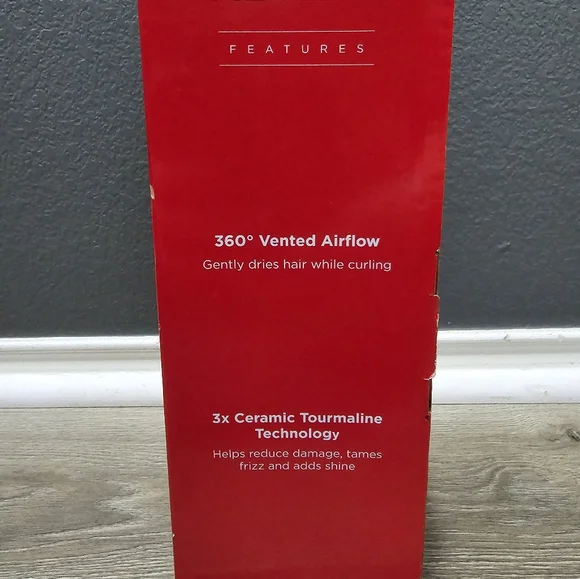 FEATURES
360° Vented Airflow
Gently dries hair while curling
3x Ceramic Tourmaline
Technology
Helps reduce damage, tames
frizz and adds shine